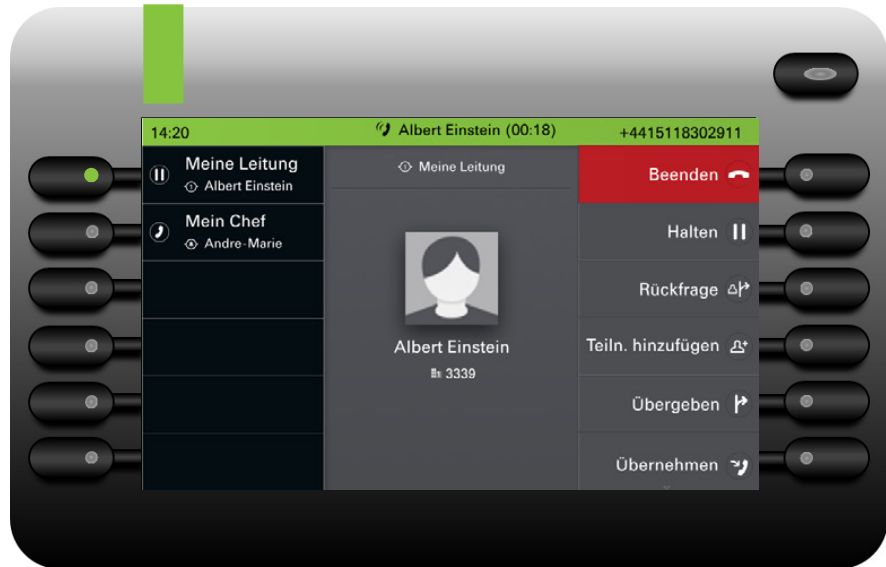 14:20
Albert Einstein (00:18)
+4415118302911
Meine Leitung
Albert Einstein
Mein Chef
Andre-Marie
Meine Leitung
Albert Einstein
3339
Beenden
Halten
Rückfrage
Teiln. hinzufügen
Übergeben
Übernehmen